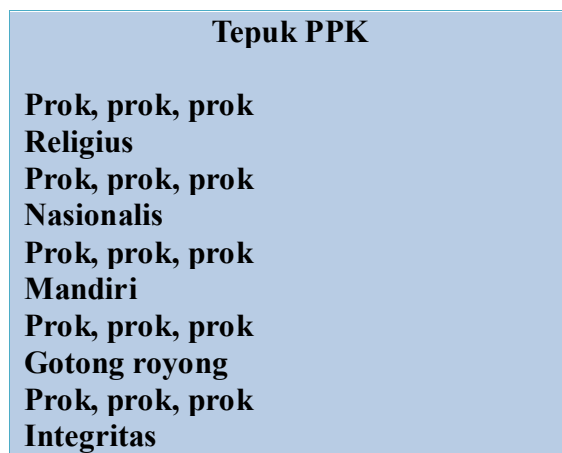 Tepuk PPK
Prok, prok, prok
Religius
Prok, prok, prok
Nasionalis
Prok, prok, prok
Mandiri
Prok, prok, prok
Gotong royong
Prok, prok, prok
Integritas